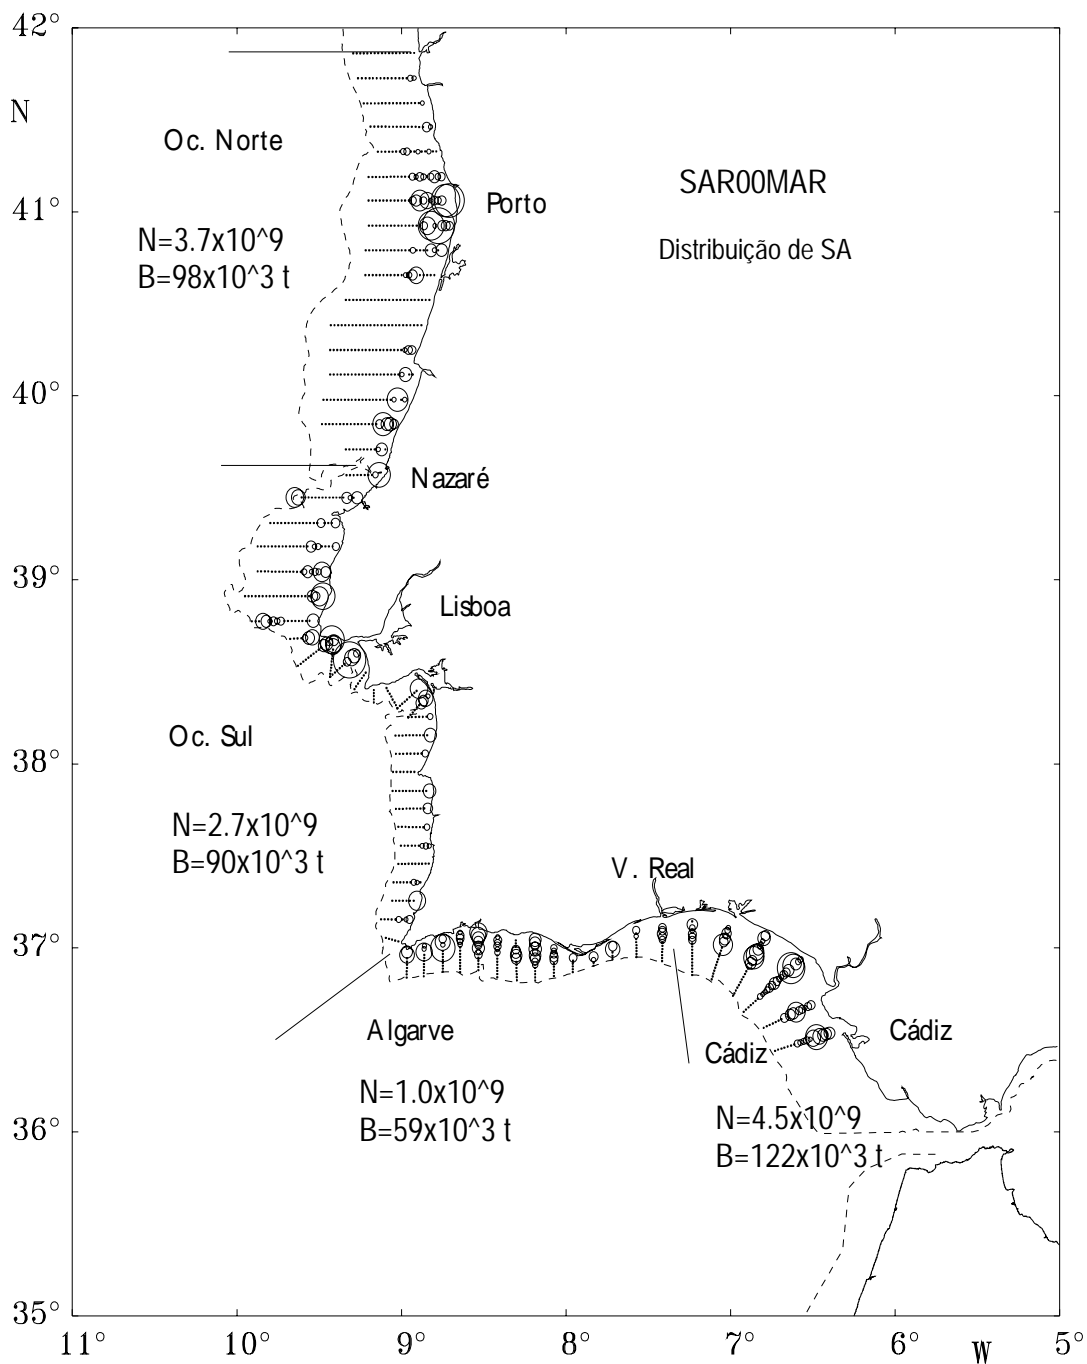 42°
N
Oc. Norte
SAR00MAR
Porto
41°
N=3.7x10^9
Distribuição de SA
B=98x10^3 t
40°
Nazaré
39°
Lisboa
Oc. Sul
38°
N=2.7x10^9
B=90x10^3 t
V. Real
37°
Algarve
Cádiz
Cádiz
N=1.0x10^9
B=59x10^3 t
N=4.5x10^9
B=122x10^3 t
36°
35°
11° 10° 9° 8° 7° 6° W 5°